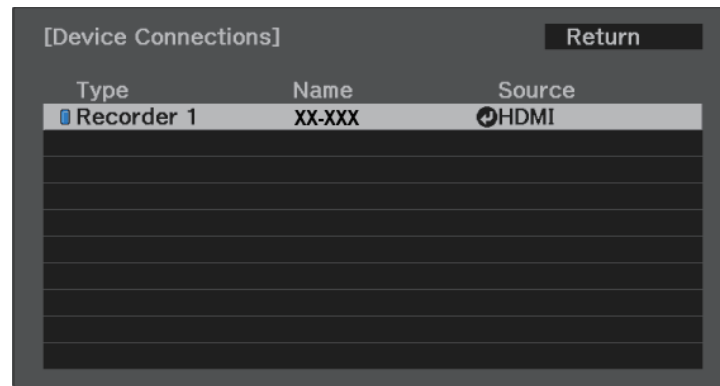 [Device Connections] Return
Type Name Source
Recorder 1 XX-XXX HDMI